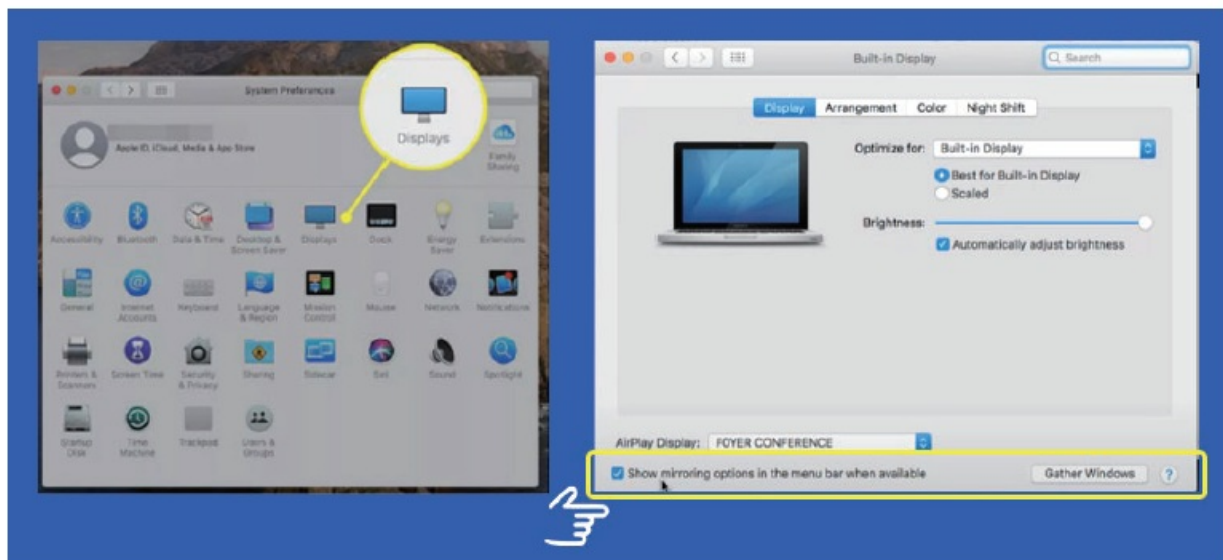 System Preferences
Displays
Apple ID, iCloud, Media & App Store
Family
Sharing
Accessibility Bluetooth Date & Time Desktop & Displays Dock Energy Extensions
Screen Saver Saver
General Internet Keyboard Language Mission Mouse Network Notifications
Accounts & Region Control
Printers & Screen Time Security Sharing Sidecar Siri Sound Spotlight
Scanners & Privacy
Startup Time Trackpad Users &
Disk Machine Groups
Built-in Display
Search
Display Arrangement Color Night Shift
Optimize for: Built-in Display
Best for Built-in Display
Scaled
Brightness:
Automatically adjust brightness
AirPlay Display: FOYER CONFERENCE
Show mirroring options in the menu bar when available Gather Windows ?